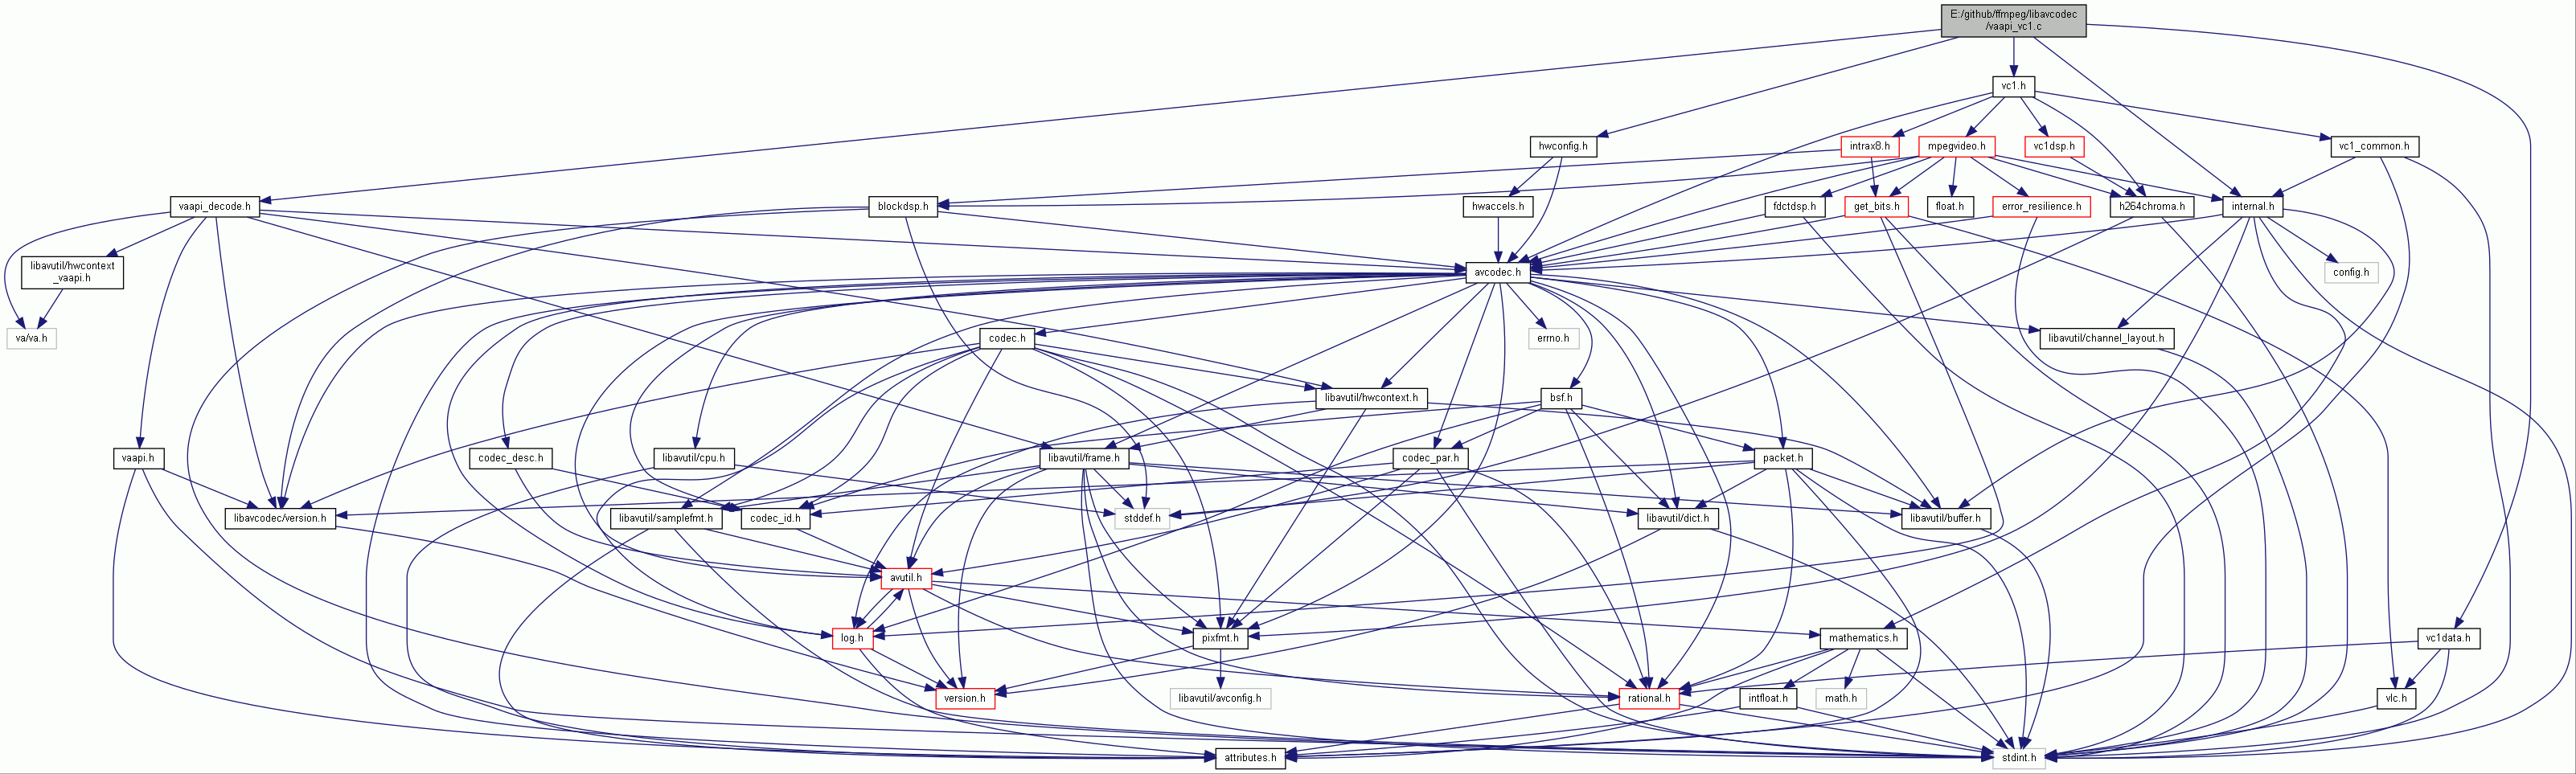 E:/github/ffmpeg/libavcodec
/vaapi_vc1.c
vc1.h
hwconfig.h
intrax8.h
mpegvideo.h
vc1dsp.h
vc1_common.h
vaapi_decode.h
blockdsp.h
hwaccels.h
fdctdsp.h
get_bits.h
float.h
error_resilience.h
h264chroma.h
internal.h
libavutil/hwcontext
_vaapi.h
avcodec.h
config.h
va/va.h
codec.h
errno.h
libavutil/channel_layout.h
libavutil/hwcontext.h
bsf.h
vaapi.h
codec_desc.h
libavutil/cpu.h
libavutil/frame.h
codec_par.h
packet.h
libavcodec/version.h
libavutil/samplefmt.h
codec_id.h
stddef.h
libavutil/dict.h
libavutil/buffer.h
avutil.h
log.h
pixfmt.h
mathematics.h
vc1data.h
version.h
libavutil/avconfig.h
rational.h
intfloat.h
math.h
vlc.h
attributes.h
stdint.h